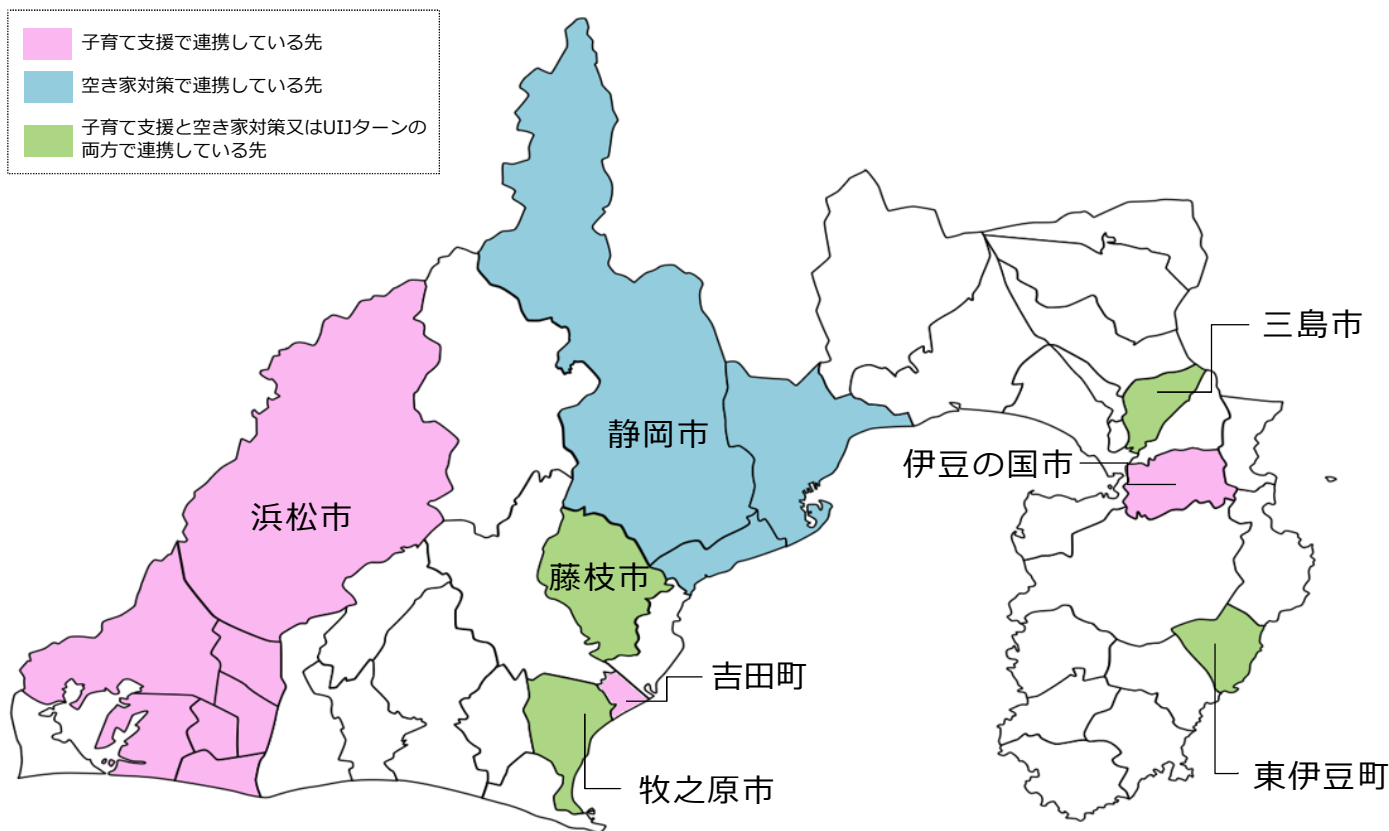 子育て支援で連携している先
空き家対策で連携している先
子育て支援と空き家対策又はUIJターンの
両方で連携している先
三島市
静岡市
伊豆の国市
浜松市
藤枝市
吉田町
東伊豆町
牧之原市